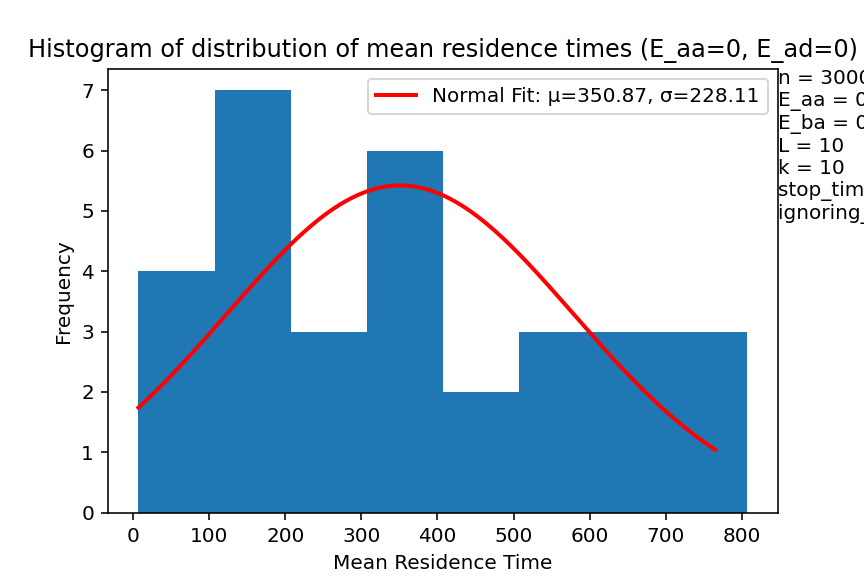 Histogram of distribution of mean residence times (E_aa=0, E_ad=0)
Normal Fit: μ=350.87, σ=228.11
n = 3000
E_aa = 0
E_ba = 0
L = 10
k = 10
stop_tim
ignoring_
Frequency
7
6
5
4
3
2
1
0
0 100 200 300 400 500 600 700 800
Mean Residence Time